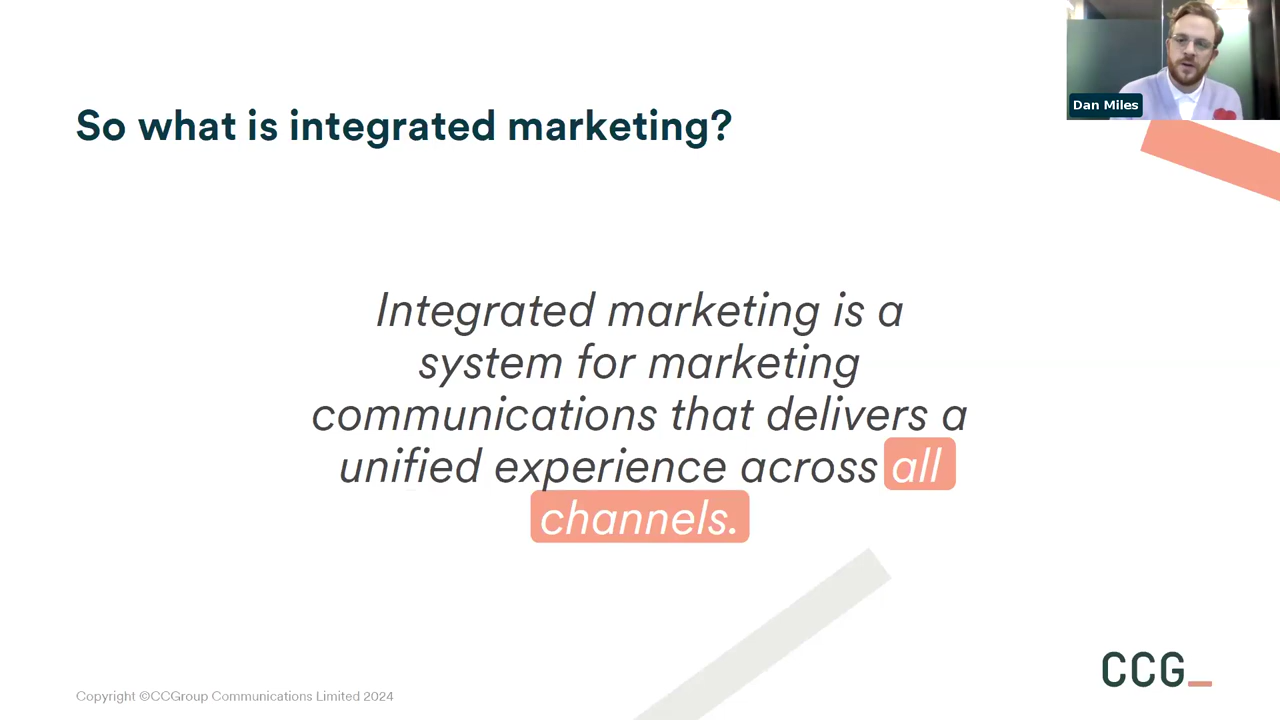 Dan Miles
So what is integrated marketing?
Integrated marketing is a
system for marketing
communications that delivers a
unified experience across all
channels.
CCG_
Copyright ©CCGroup Communications Limited 2024